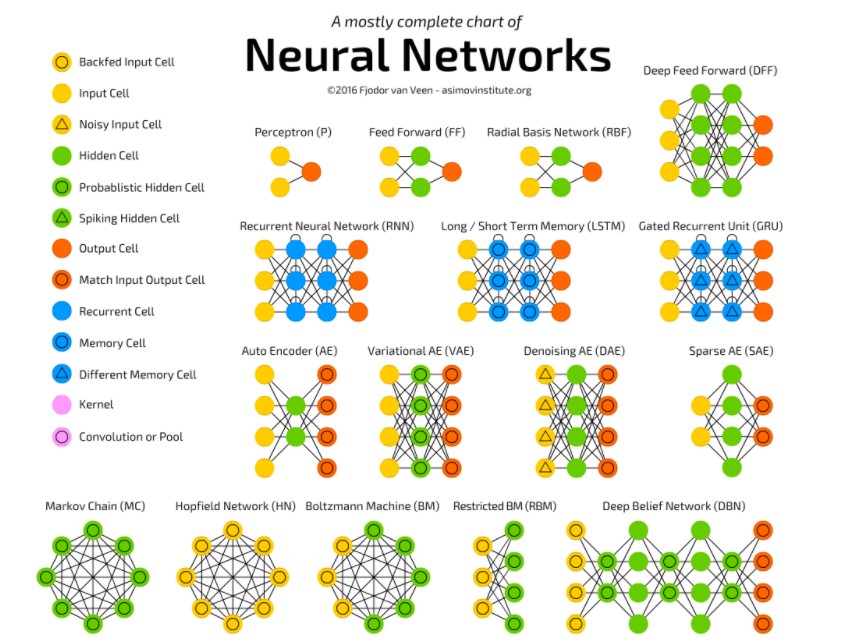 A mostly complete chart of
Neural Networks
©2016 Fjodor van Veen - asimovinstitute.org
Backfed Input Cell
Input Cell
Noisy Input Cell
Hidden Cell
Probablistic Hidden Cell
Spiking Hidden Cell
Output Cell
Match Input Output Cell
Recurrent Cell
Memory Cell
Different Memory Cell
Kernel
Convolution or Pool
Deep Feed Forward (DFF)
Perceptron (P)
Feed Forward (FF)
Radial Basis Network (RBF)
Recurrent Neural Network (RNN)
Long / Short Term Memory (LSTM)
Gated Recurrent Unit (GRU)
Auto Encoder (AE)
Variational AE (VAE)
Denoising AE (DAE)
Sparse AE (SAE)
Markov Chain (MC)
Hopfield Network (HN)
Boltzmann Machine (BM)
Restricted BM (RBM)
Deep Belief Network (DBN)